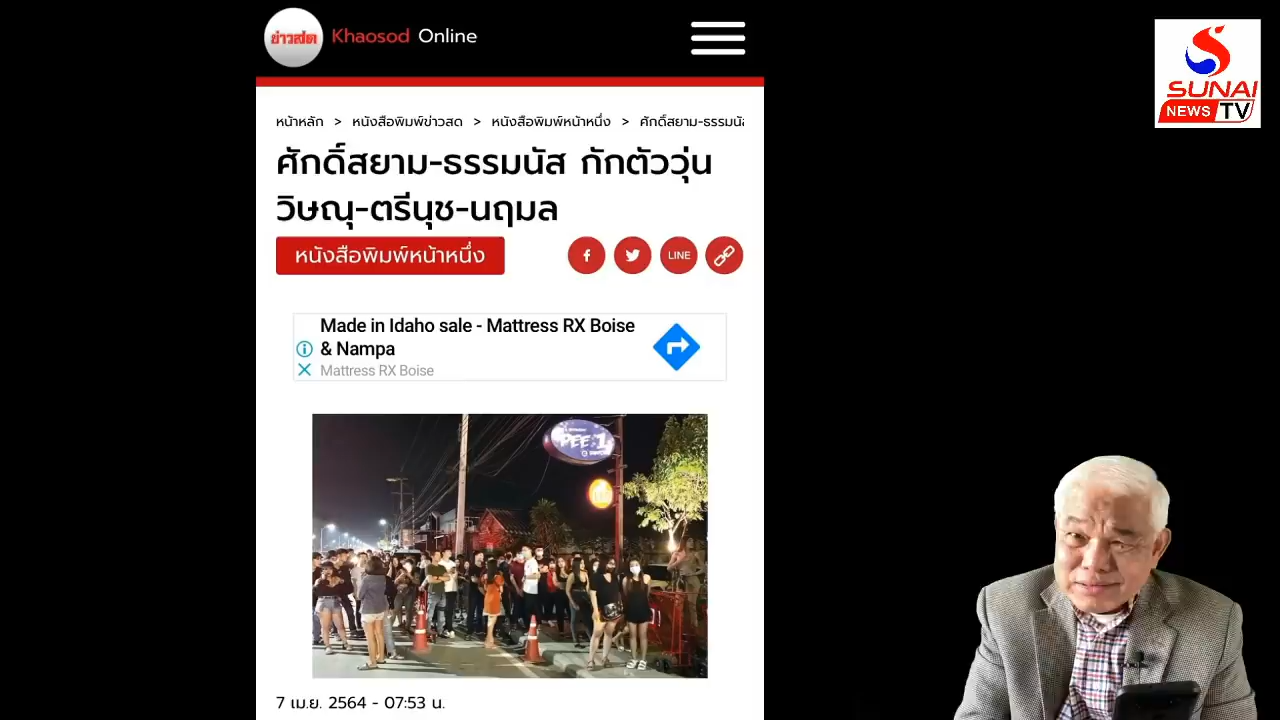 ข่าวสด Khaosod Online
SUNAI
NEWS TV
หน้าหลัก > หนังสือพิมพ์ข่าวสด > หนังสือพิมพ์หน้าหนึ่ง > ศักดิ์สยาม-ธรรมนัส
ศักดิ์สยาม-ธรรมนัส กักตัววุ่น
วิษณุ-ตรีนุช-นฤมล
หนังสือพิมพ์หน้าหนึ่ง
LINE
Made in Idaho sale - Mattress RX Boise
& Nampa
Mattress RX Boise
7 เม.ย. 2564 - 07:53 น.